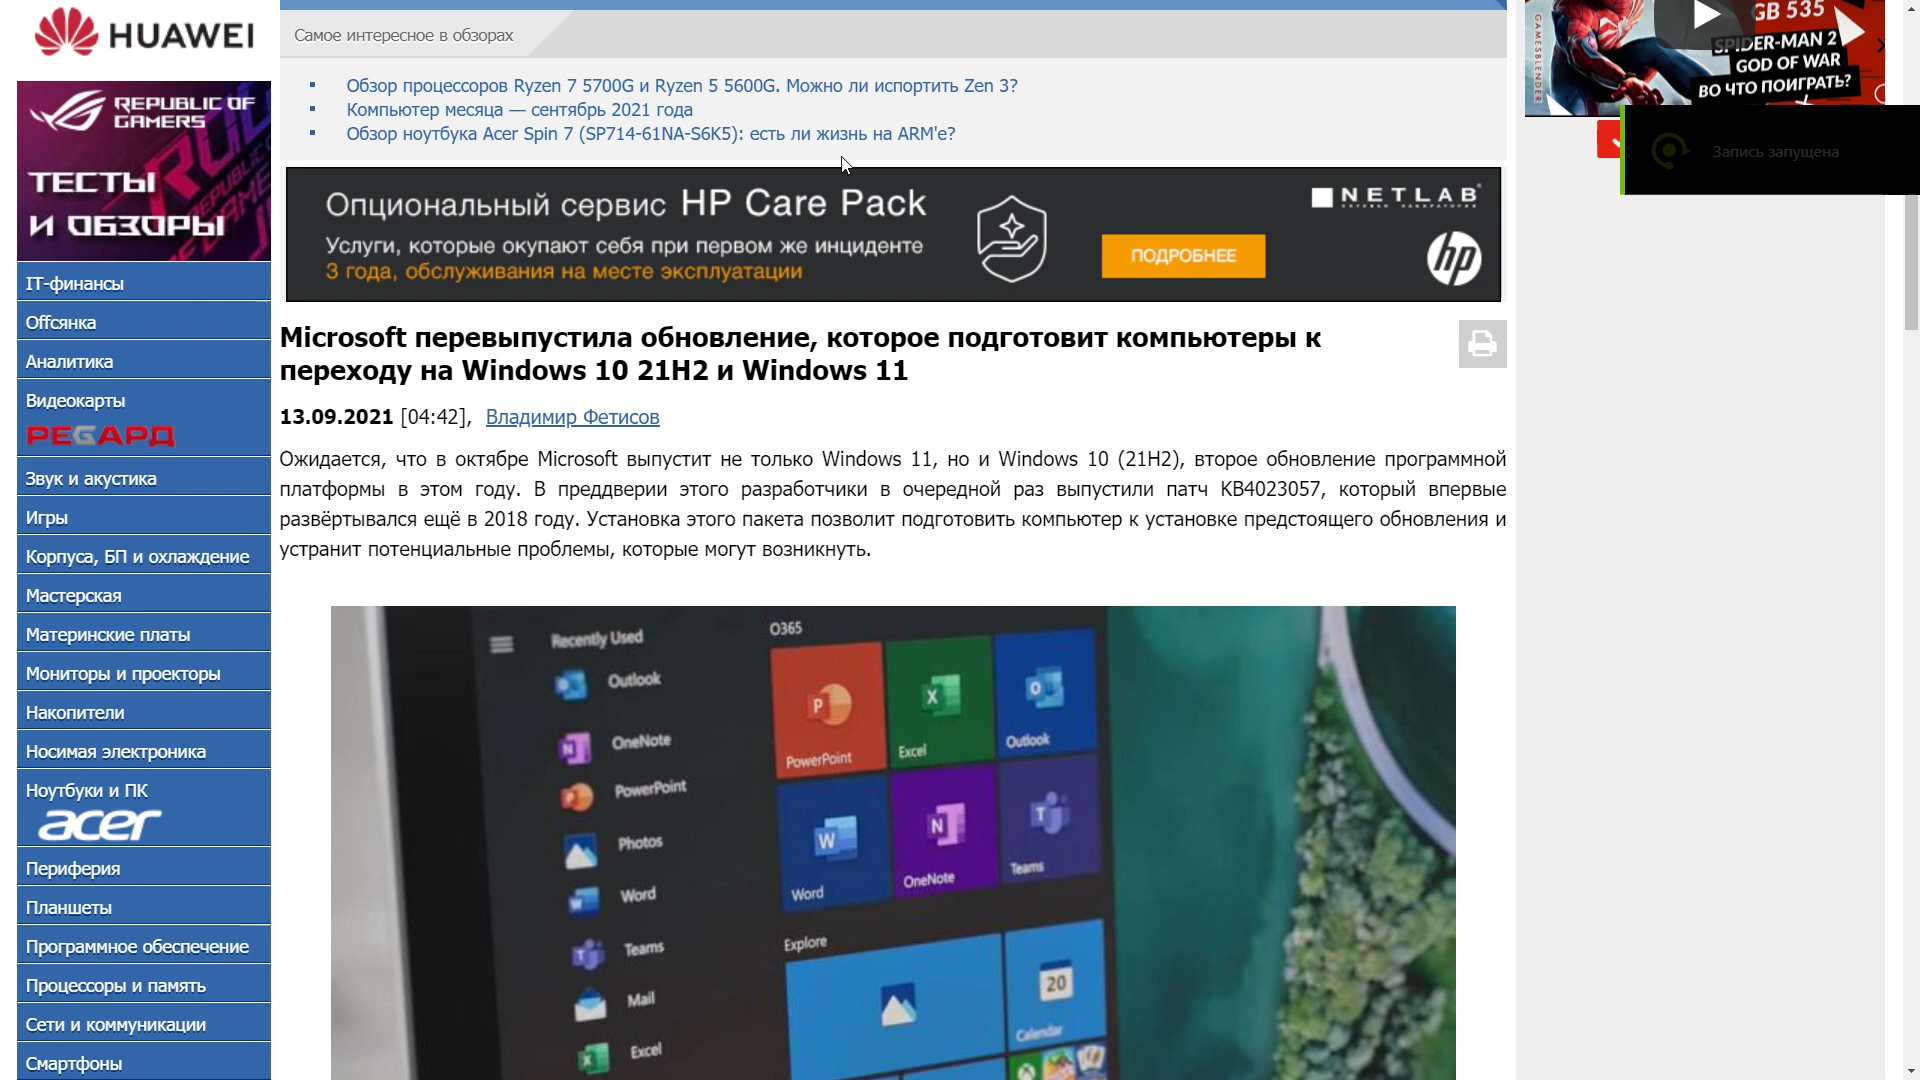 HUAWEI
REPUBLIC OF
GAMERS
ТЕСТЫ
И ОБЗОРЫ
IT-финансы
Offсянка
Аналитика
Видеокарты
РЕГАРД
Звук и акустика
Игры
Корпуса, БП и охлаждение
Мастерская
Материнские платы
Мониторы и проекторы
Накопители
Носимая электроника
Ноутбуки и ПК
acer
Периферия
Планшеты
Программное обеспечение
Процессоры и память
Сети и коммуникации
Смартфоны
Самое интересное в обзорах
Обзор процессоров Ryzen 7 5700G и Ryzen 5 5600G. Можно ли испортить Zen 3?
Компьютер месяца — сентябрь 2021 года
Обзор ноутбука Acer Spin 7 (SP714-61NA-S6K5): есть ли жизнь на ARM'е?
Опциональный сервис HP Care Pack
Услуги, которые окупают себя при первом же инциденте
3 года, обслуживания на месте эксплуатации
ПОДРОБНЕЕ
NETLAB
hp
Microsoft перевыпустила обновление, которое подготовит компьютеры к
переходу на Windows 10 21H2 и Windows 11
13.09.2021 [04:42], Владимир Фетисов
Ожидается, что в октябре Microsoft выпустит не только Windows 11, но и Windows 10 (21H2), второе обновление программной
платформы в этом году. В преддверии этого разработчики в очередной раз выпустили патч KB4023057, который впервые
развёртывался ещё в 2018 году. Установка этого пакета позволит подготовить компьютер к установке предстоящего обновления и
устранит потенциальные проблемы, которые могут возникнуть.
Recently Used
Outlook
OneNote
PowerPoint
Photos
Word
Teams
Mail
Excel
O365
PowerPoint
Excel
Outlook
Word
OneNote
Teams
Explore
20
Calendar
GAMESBLENDER
GB 535
SPIDER-MAN 2
GOD OF WAR
ВО ЧТО ПОИГРАТЬ?
Запись запущена